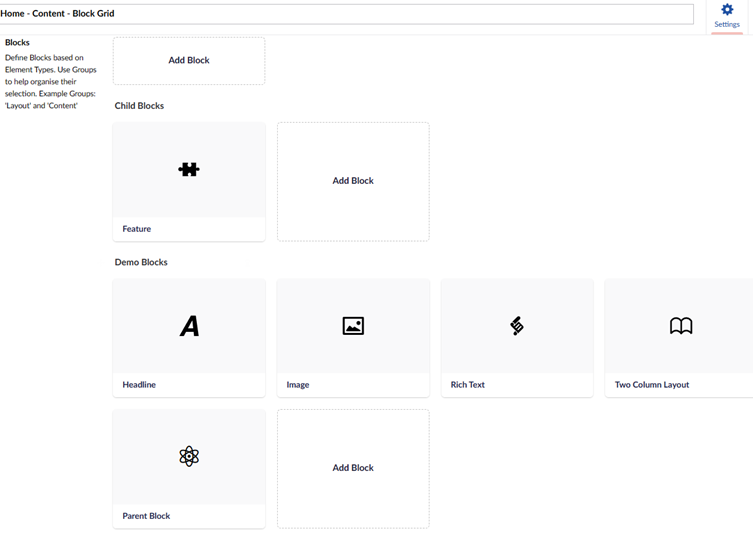 Home - Content - Block Grid
Settings
Blocks
Define Blocks based on
Element Types. Use Groups
to help organise their
selection. Example Groups:
'Layout' and 'Content'
Add Block
Child Blocks
Feature
Add Block
Demo Blocks
Headline
Image
Rich Text
Two Column Layout
Parent Block
Add Block